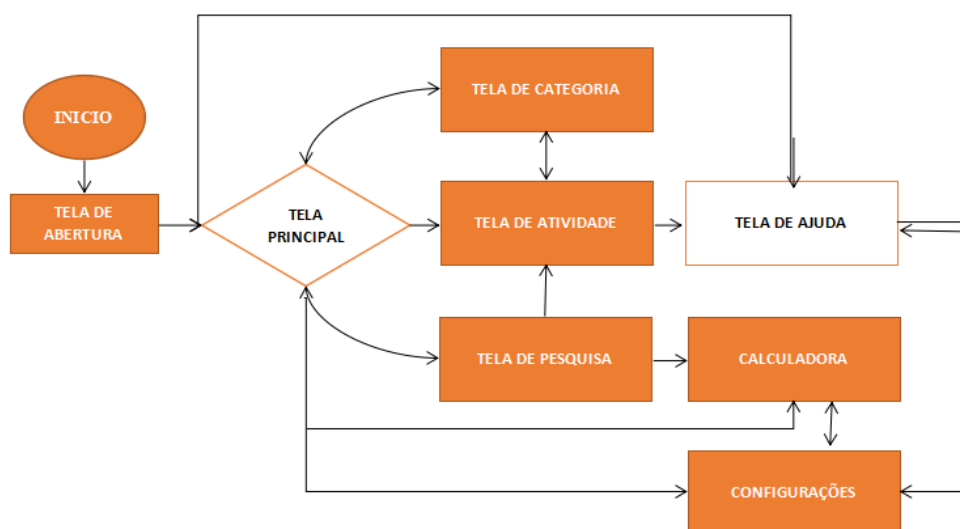 TELA DE CATEGORIA
INICIO
TELA DE
ABERTURA
TELA
PRINCIPAL
TELA DE ATIVIDADE
TELA DE AJUDA
TELA DE PESQUISA
CALCULADORA
CONFIGURAÇÕES